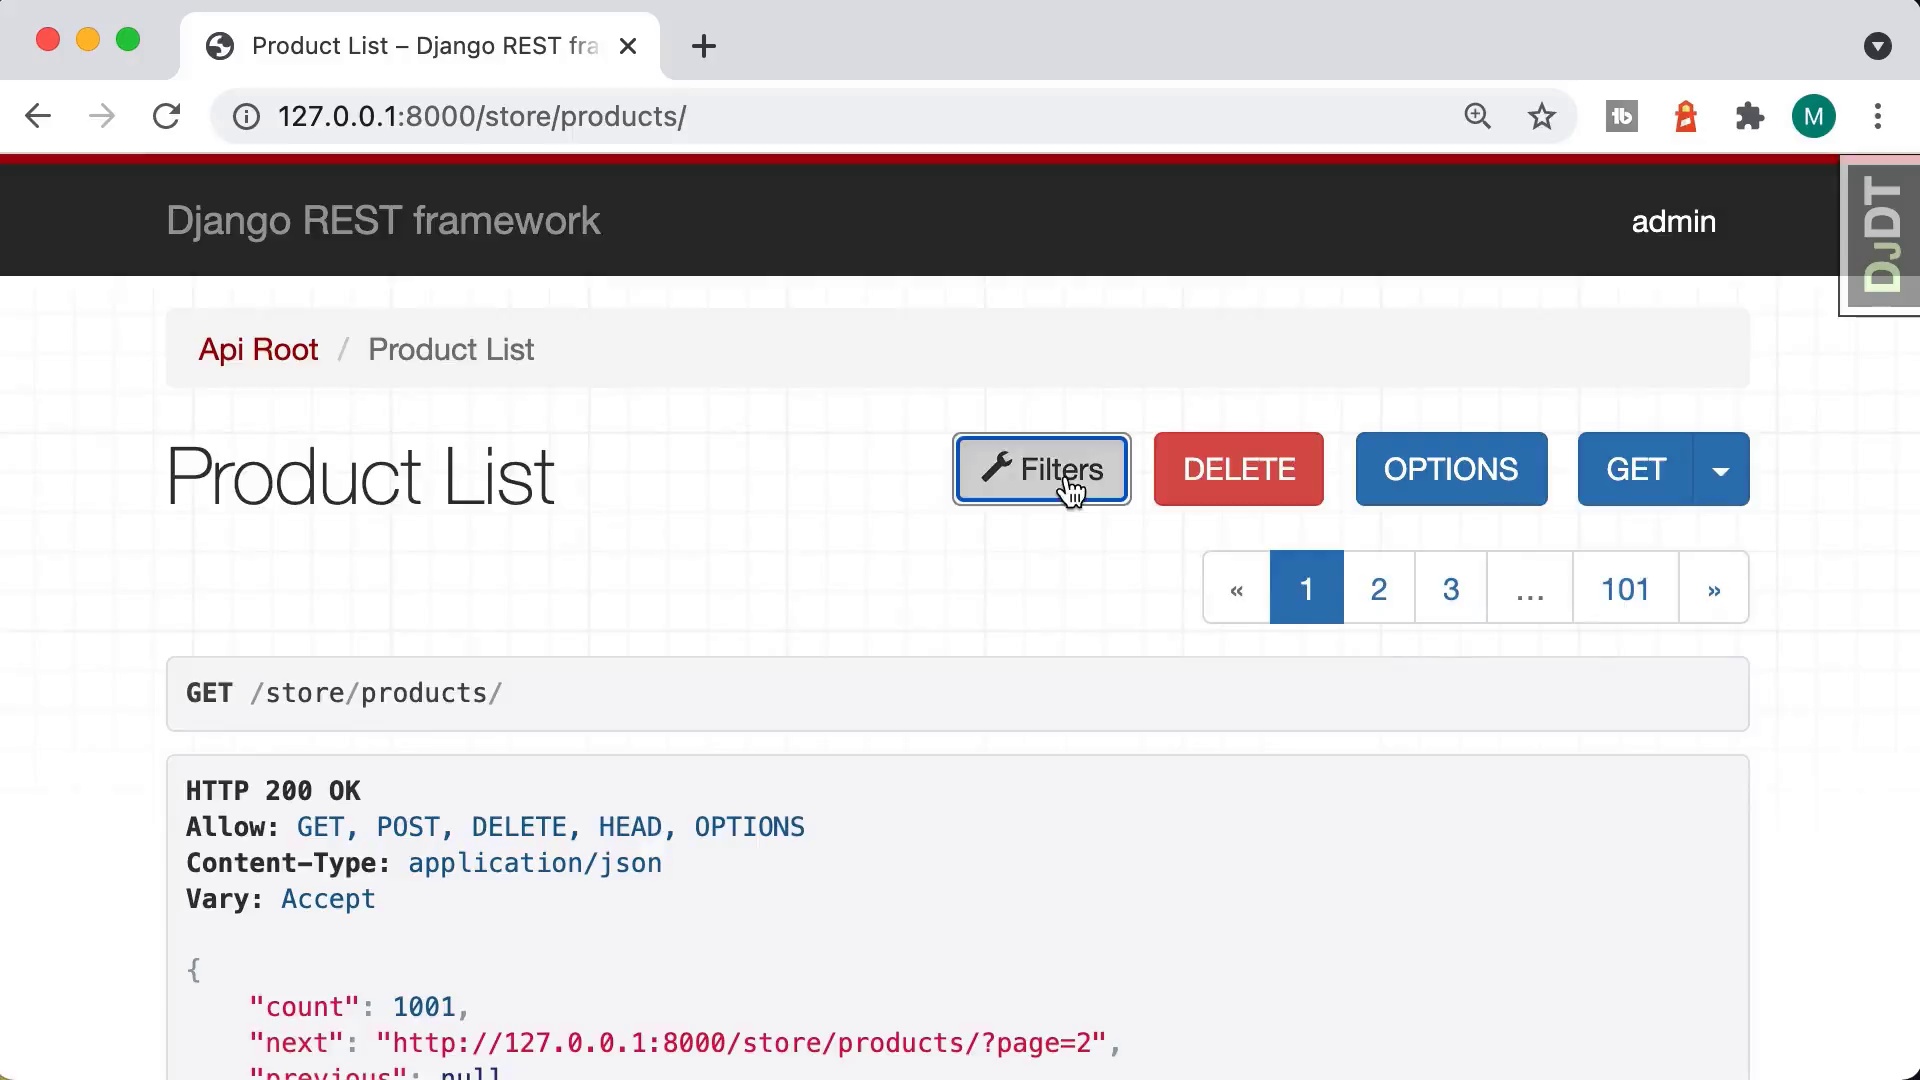 Product List – Django REST fra
127.0.0.1:8000/store/products/
M
Django REST framework
admin
DJDT
Api Root / Product List
Product List
Filters
DELETE
OPTIONS
GET
« 1 2 3 … 101 »
GET /store/products/
HTTP 200 OK
Allow: GET, POST, DELETE, HEAD, OPTIONS
Content-Type: application/json
Vary: Accept
{
"count": 1001,
"next": "http://127.0.0.1:8000/store/products/?page=2",
"previous": null